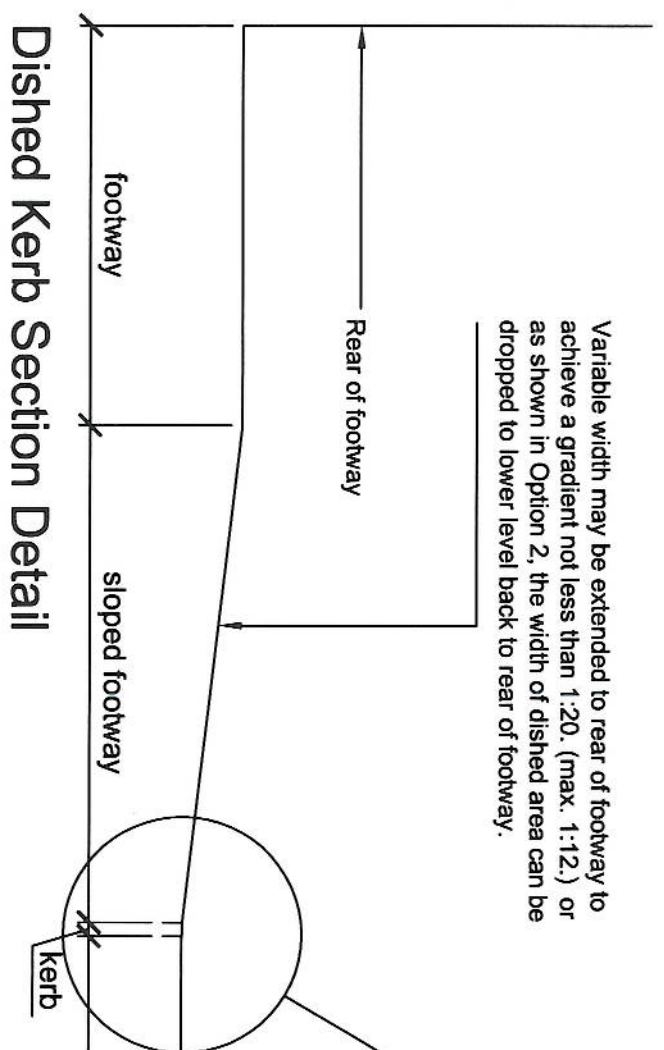 Variable width may be extended to rear of footway to
achieve a gradient not less than 1:20. (max. 1:12.) or
as shown in Option 2, the width of dished area can be
dropped to lower level back to rear of footway.
Rear of footway
footway
sloped footway
kerb
Dished Kerb Section Detail